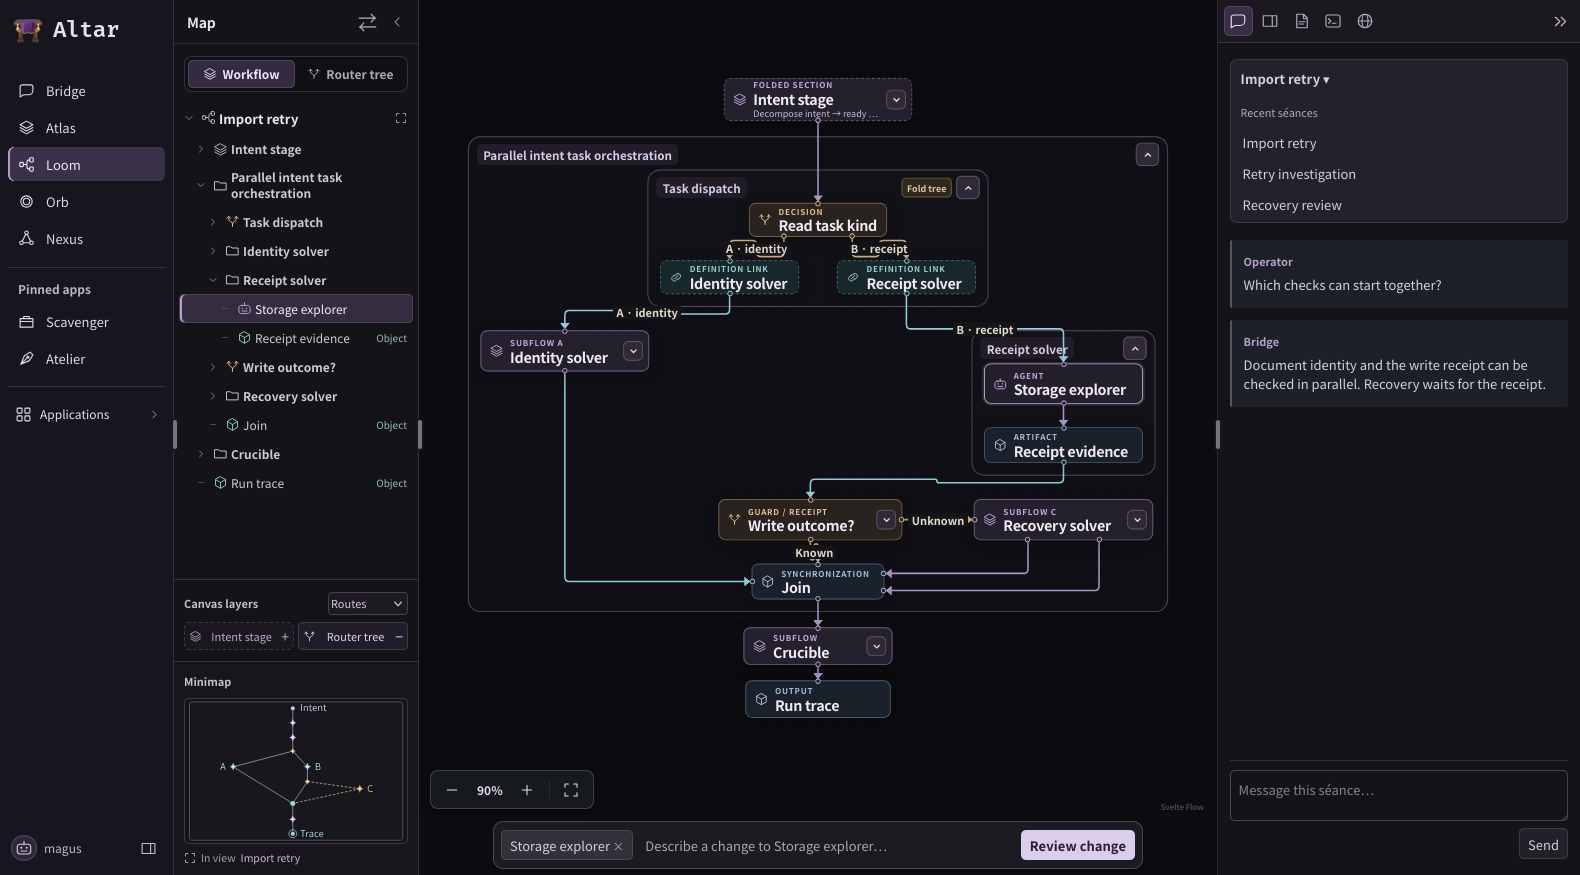 Altar
Bridge
Atlas
Loom
Orb
Nexus
Pinned apps
Scavenger
Atelier
Applications
magus
Map
Workflow
Router tree
Import retry
Intent stage
Parallel intent task
orchestration
Task dispatch
Identity solver
Receipt solver
Storage explorer
Receipt evidence Object
Write outcome?
Recovery solver
Join Object
Crucible
Run trace Object
Canvas layers Routes
Intent stage + Router tree −
Minimap
Intent
A
B
C
Trace
In view Import retry
FOLDED SECTION
Intent stage
Decompose intent → ready …
Parallel intent task orchestration
Task dispatch
Fold tree
DECISION
Read task kind
A · identity
B · receipt
DEFINITION LINK
Identity solver
DEFINITION LINK
Receipt solver
A · identity
B · receipt
SUBFLOW A
Identity solver
Receipt solver
AGENT
Storage explorer
ARTIFACT
Receipt evidence
GUARD / RECEIPT
Write outcome?
Unknown
SUBFLOW C
Recovery solver
Known
SYNCHRONIZATION
Join
SUBFLOW
Crucible
OUTPUT
Run trace
− 90% +
Svelte Flow
Storage explorer ×
Describe a change to Storage explorer…
Review change
Import retry ▾
Recent séances
Import retry
Retry investigation
Recovery review
Operator
Which checks can start together?
Bridge
Document identity and the write receipt can be
checked in parallel. Recovery waits for the receipt.
Message this séance…
Send